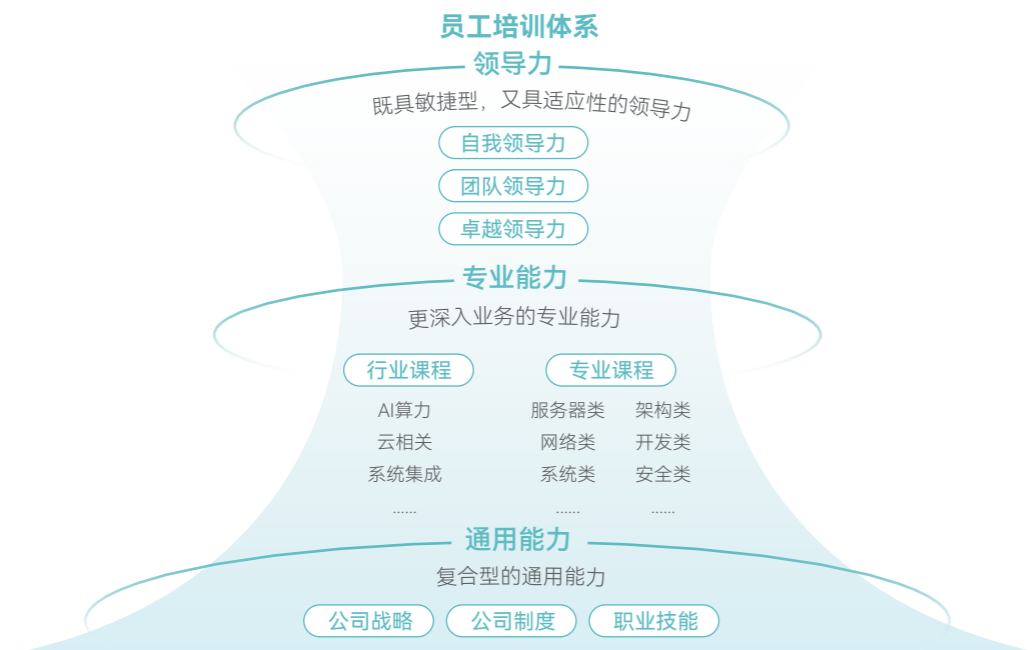 员工培训体系
领导力
既具敏捷型，又具适应性的领导力
自我领导力
团队领导力
卓越领导力
专业能力
更深入业务的专业能力
行业课程 专业课程
AI算力 服务器类 架构类
云相关 网络类 开发类
系统集成 系统类 安全类
...... ...... ......
通用能力
复合型的通用能力
公司战略 公司制度 职业技能